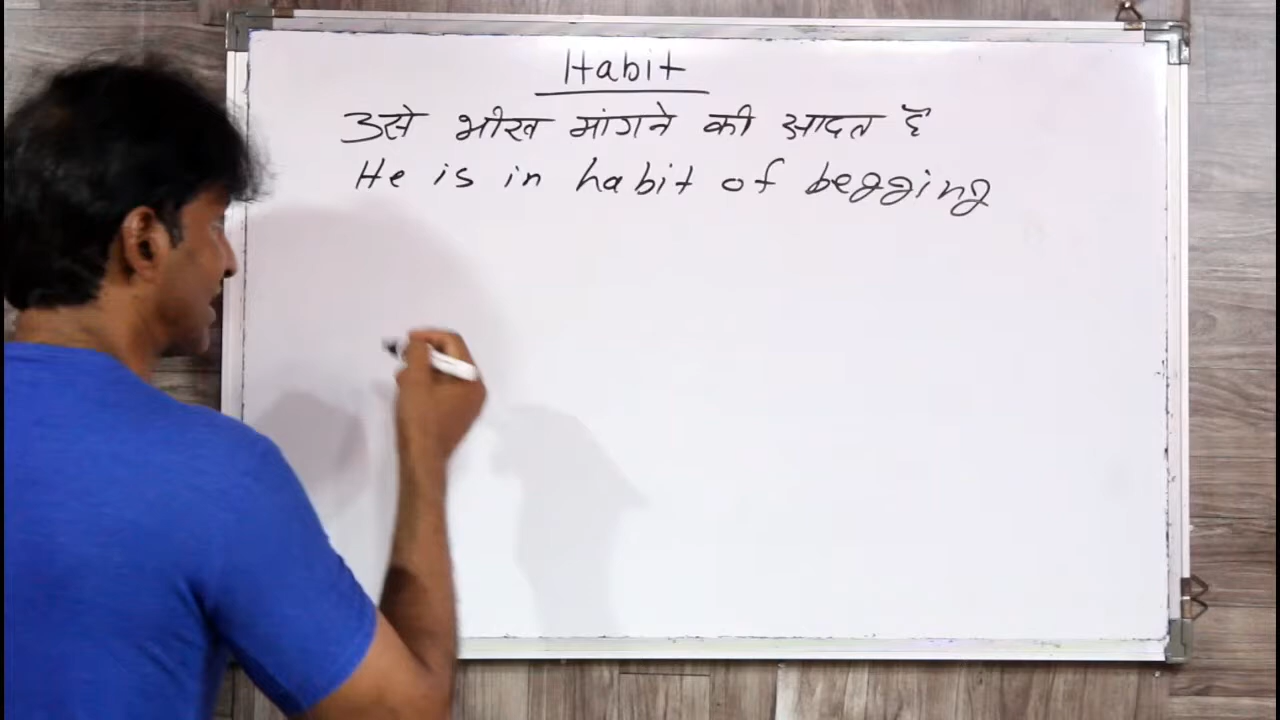 Habit
उसे भीख मांगने की आदत है
He is in habit of begging